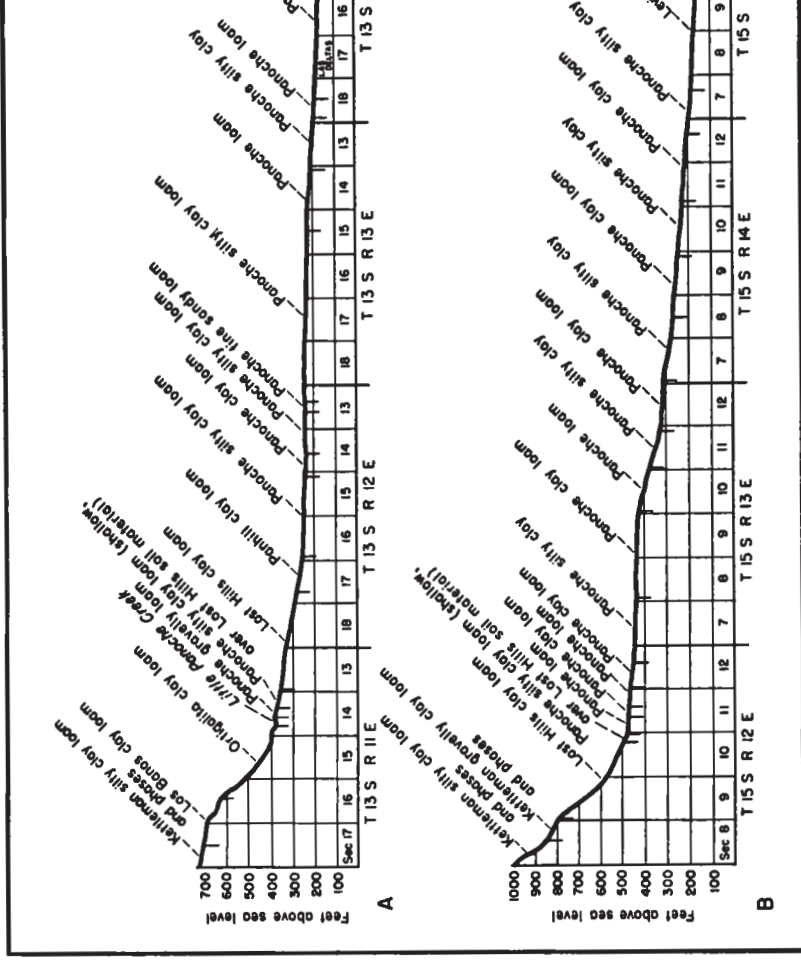 Feet above sea level
700
600
500
400
300
200
100
A
Kettleman silty clay loam
and phases
Los Banos clay loam
Ortigalita clay loam
Little Panoche Creek
Panoche gravelly loam
Panoche silty clay loam (shallow,
over Lost Hills soil material)
Lost Hills clay loam
Panhill clay loam
Panoche silty clay loam
Panoche clay loam
Panoche silty clay loam
Panoche fine sandy loam
Panoche silty clay loam
Panoche loam
Panoche silty clay
Panoche loam
LAS
DELTAS
Sec 17
16
15
14
13
18
17
16
15
14
13
18
17
16
15
14
13
18
17
16
T 13 S R 11 E
T 13 S R 12 E
T 13 S R 13 E
T 13 S
Feet above sea level
1000
900
800
700
600
500
400
300
200
100
B
Kettleman silty clay loam
and phases
Kettleman gravelly clay loam
and phases
Lost Hills clay loam
Panoche silty clay loam (shallow,
over Lost Hills soil material)
Panoche loam
Panoche clay loam
Panoche silty clay
Panoche clay loam
Panoche loam
Panoche silty clay
Panoche clay loam
Panoche silty clay
Panoche clay loam
Panoche silty clay
Panoche clay loam
Panoche silty clay
Sec 8
9
10
11
12
7
8
9
10
11
12
7
8
9
10
11
12
7
8
9
T 15 S R 12 E
T 15 S R 13 E
T 15 S R 14 E
T 15 S